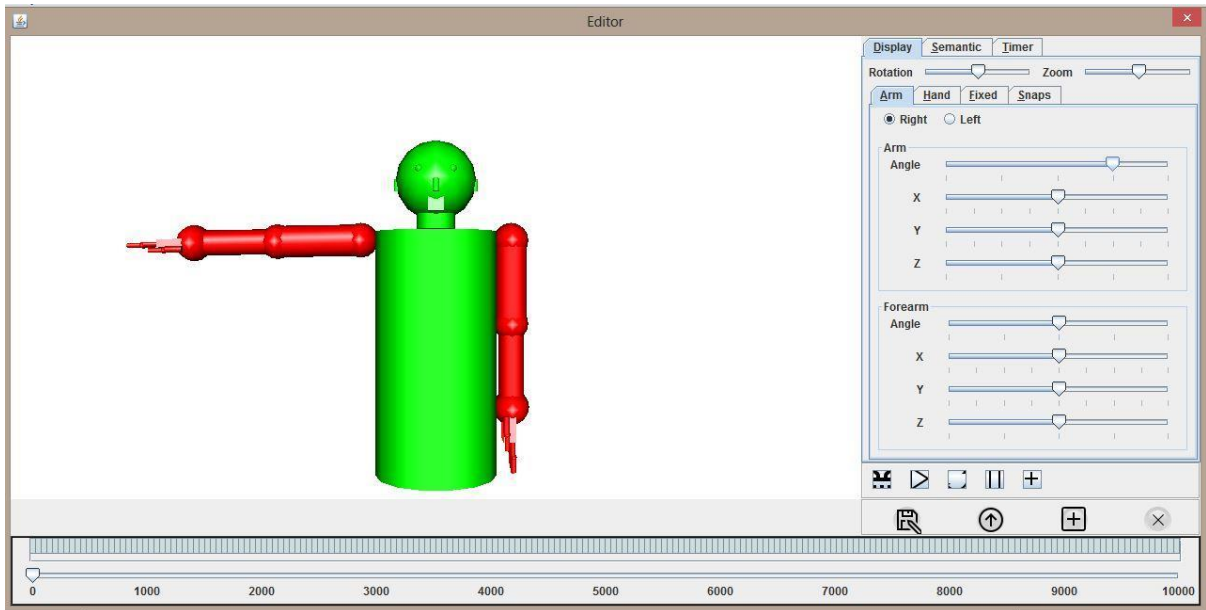 Editor
Display Semantic Timer
Rotation Zoom
Arm Hand Fixed Snaps
Right Left
Arm
Angle
X
Y
Z
Forearm
Angle
X
Y
Z
0 1000 2000 3000 4000 5000 6000 7000 8000 9000 10000